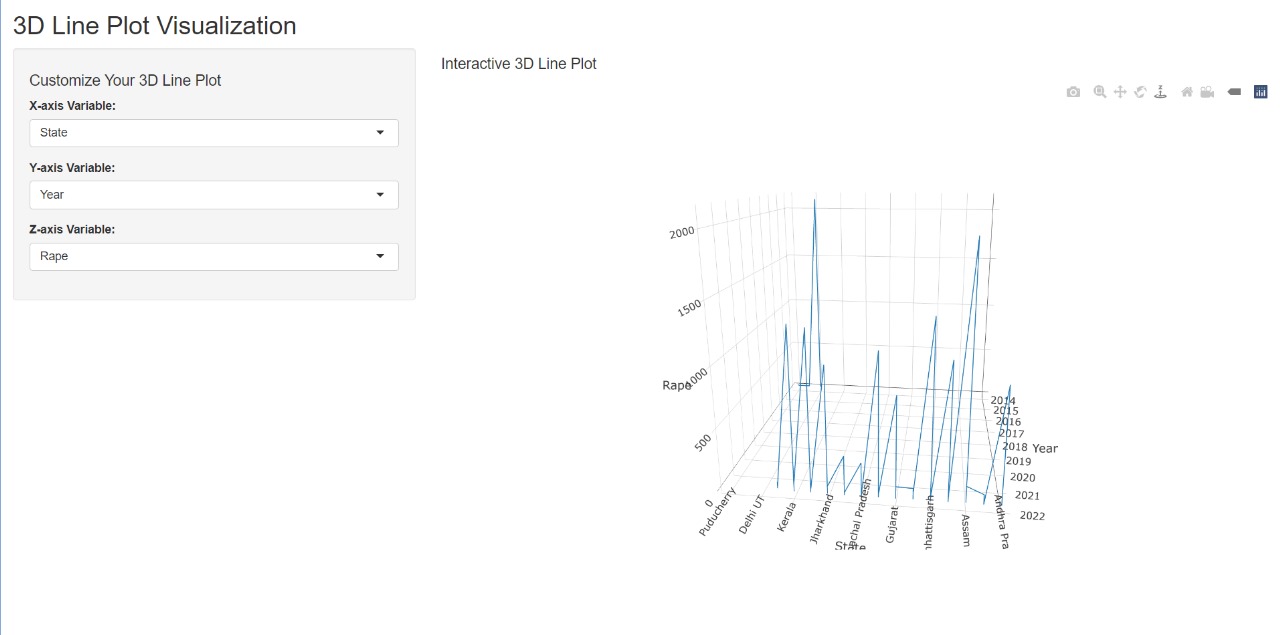 3D Line Plot Visualization
Customize Your 3D Line Plot
X-axis Variable:
State
Y-axis Variable:
Year
Z-axis Variable:
Rape
Interactive 3D Line Plot
2000
1500
1000
500
0
Rape
2014
2015
2016
2017
2018
2019
2020
2021
2022
Year
Puducherry
Delhi UT
Kerala
Jharkhand
achal Pradesh
Gujarat
hhattisgarh
Assam
Andhra Pra
State